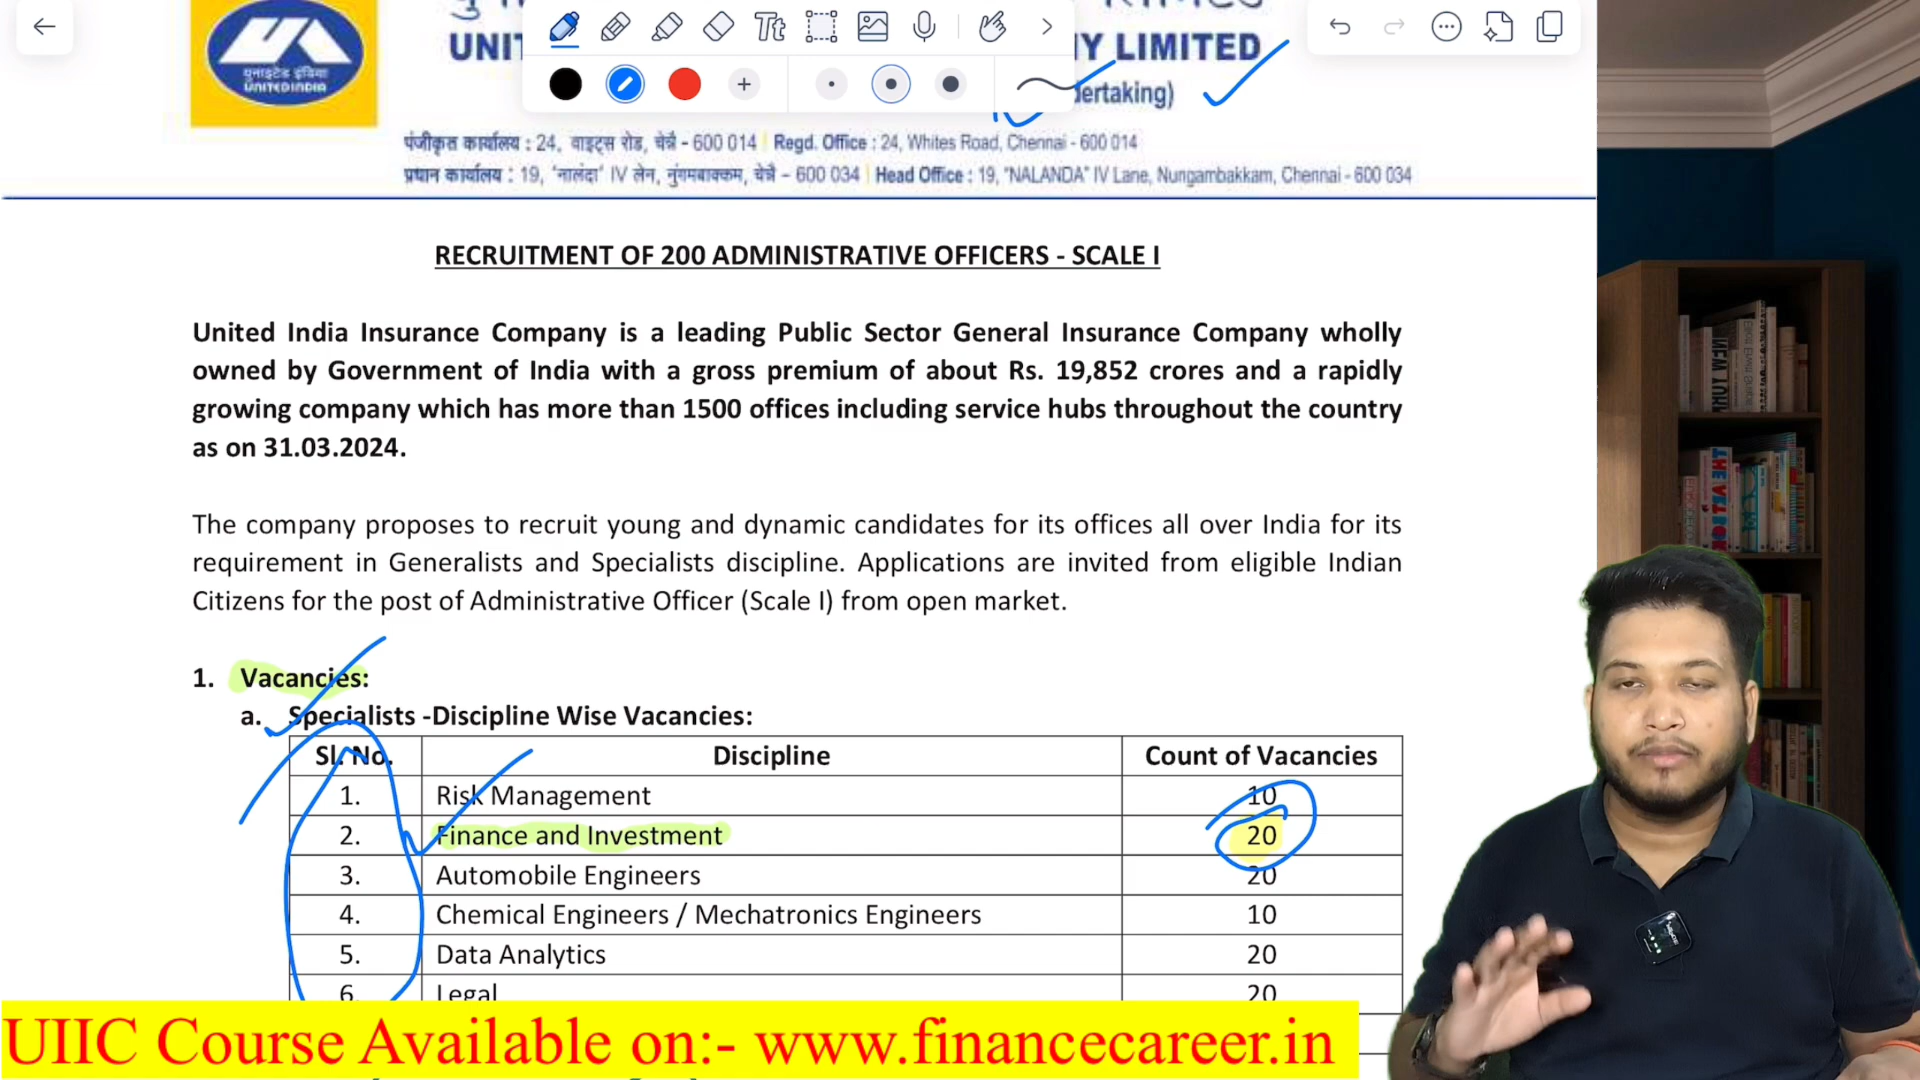 युनाइटेड इंडिया
UNITED INDIA
Tt
LIMITED
पंजीकृत कार्यालय : 24, वाइट्स रोड, चेन्नै - 600 014 | Regd. Office : 24, Whites Road, Chennai - 600 014
प्रधान कार्यालय : 19, 'नालंदा' IV लेन, नुंगमबाक्कम, चेन्नै - 600 034 | Head Office : 19, "NALANDA" IV Lane, Nungambakkam, Chennai - 600 034
RECRUITMENT OF 200 ADMINISTRATIVE OFFICERS - SCALE I
United India Insurance Company is a leading Public Sector General Insurance Company wholly
owned by Government of India with a gross premium of about Rs. 19,852 crores and a rapidly
growing company which has more than 1500 offices including service hubs throughout the country
as on 31.03.2024.
The company proposes to recruit young and dynamic candidates for its offices all over India for its
requirement in Generalists and Specialists discipline. Applications are invited from eligible Indian
Citizens for the post of Administrative Officer (Scale I) from open market.
1. Vacancies:
a. Specialists -Discipline Wise Vacancies:
Sl. No. Discipline Count of Vacancies
1. Risk Management 10
2. Finance and Investment 20
3. Automobile Engineers 20
4. Chemical Engineers / Mechatronics Engineers 10
5. Data Analytics 20
6. Legal 20
UIIC Course Available on:- www.financecareer.in